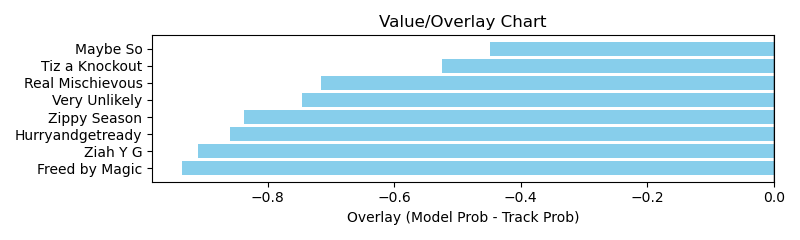 Value/Overlay Chart
Maybe So
Tiz a Knockout
Real Mischievous
Very Unlikely
Zippy Season
Hurryandgetready
Ziah Y G
Freed by Magic
−0.8 −0.6 −0.4 −0.2 0.0
Overlay (Model Prob - Track Prob)